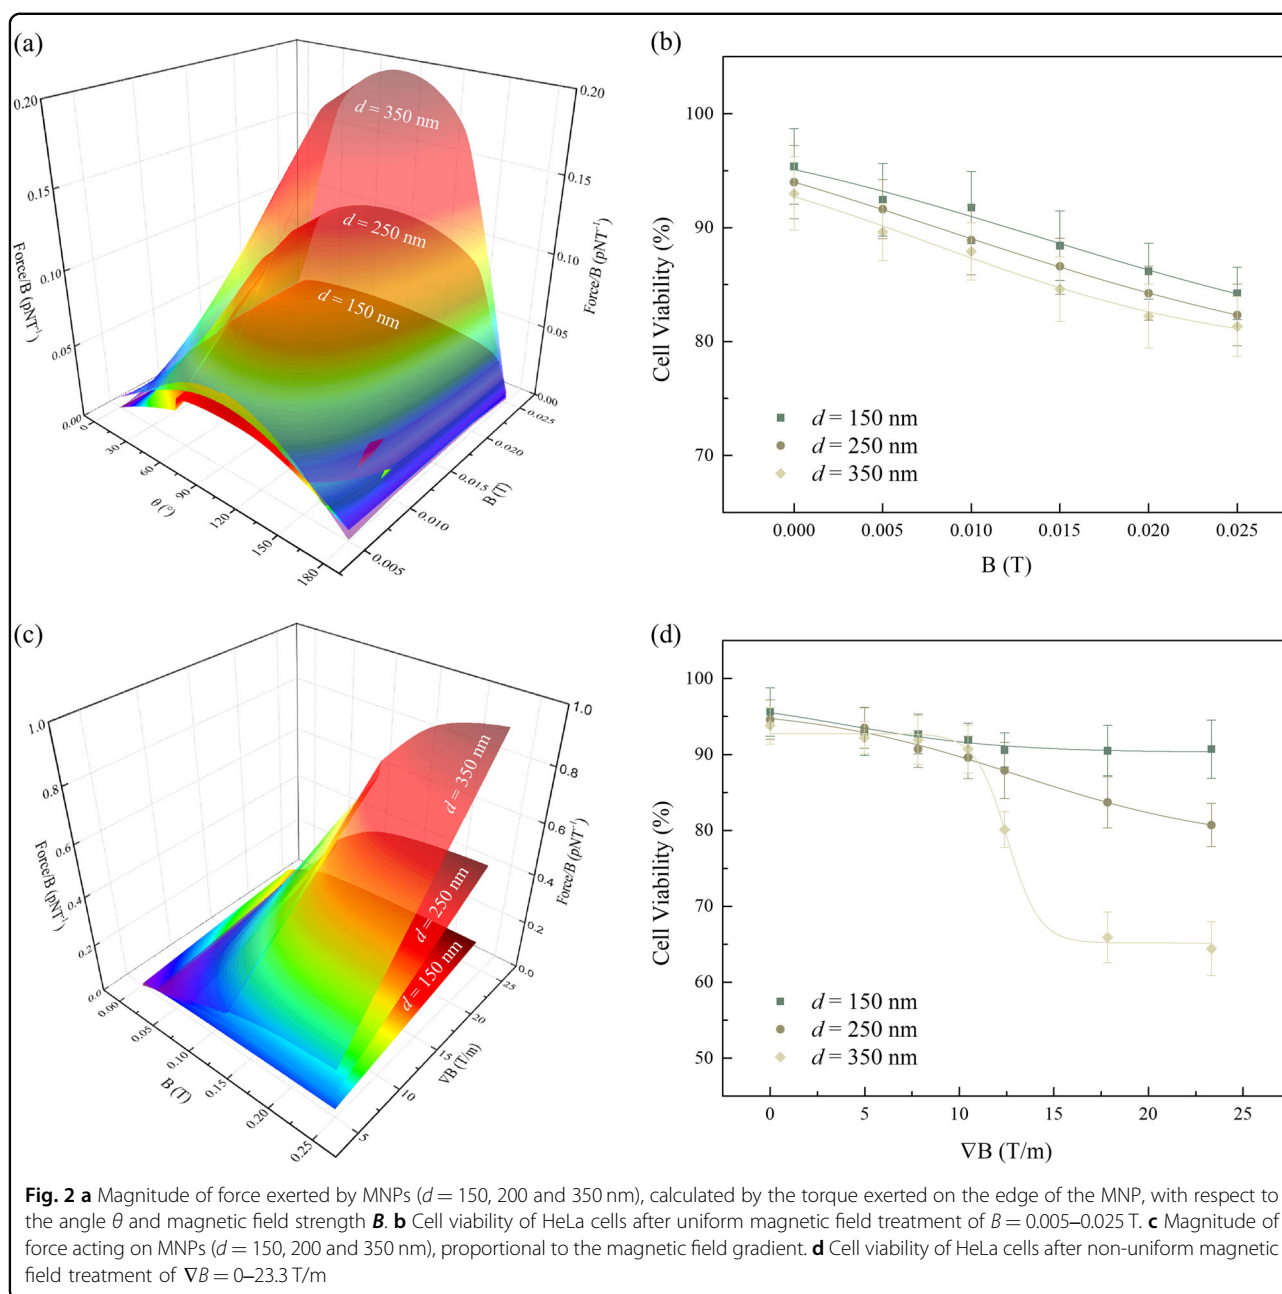 (a)
0.20
0.15
0.10
0.05
0.00
Force/B (pNT⁻¹)
d = 350 nm
d = 250 nm
d = 150 nm
0.20
0.15
0.10
0.05
0.00
Force/B (pNT⁻¹)
0
30
60
90
120
150
180
θ (°)
0.025
0.020
0.015
0.010
0.005
B (T)
(b)
100
90
80
70
Cell Viability (%)
d = 150 nm
d = 250 nm
d = 350 nm
0.000 0.005 0.010 0.015 0.020 0.025
B (T)
(c)
1.0
0.8
0.6
0.4
0.2
0.0
Force/B (pNT⁻¹)
d = 350 nm
d = 250 nm
d = 150 nm
1.0
0.8
0.6
0.4
0.2
0.0
Force/B (pNT⁻¹)
0.00
0.05
0.10
0.15
0.20
0.25
B (T)
25
20
15
10
5
∇B (T/m)
(d)
100
90
80
70
60
50
Cell Viability (%)
d = 150 nm
d = 250 nm
d = 350 nm
0 5 10 15 20 25
∇B (T/m)
Fig. 2 a Magnitude of force exerted by MNPs (d = 150, 200 and 350 nm), calculated by the torque exerted on the edge of the MNP, with respect to
the angle θ and magnetic field strength B. b Cell viability of HeLa cells after uniform magnetic field treatment of B = 0.005–0.025 T. c Magnitude of
force acting on MNPs (d = 150, 200 and 350 nm), proportional to the magnetic field gradient. d Cell viability of HeLa cells after non-uniform magnetic
field treatment of ∇B = 0–23.3 T/m